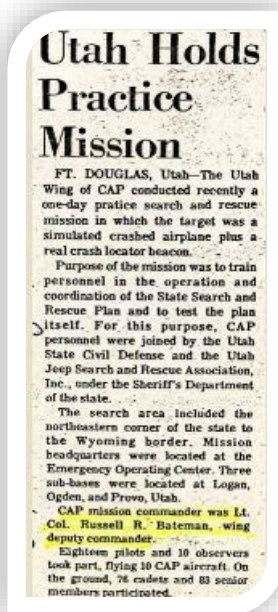 Utah Holds
Practice
Mission
FT. DOUGLAS, Utah—The Utah
Wing of CAP conducted recently a
one-day pratice search and rescue
mission in which the target was a
simulated crashed airplane plus a
real crash locator beacon.
Purpose of the mission was to train
personnel in the operation and
coordination of the State Search and
Rescue Plan and to test the plan
itself. For this purpose, CAP
personnel were joined by the Utah
State Civil Defense and the Utah
Jeep Search and Rescue Association,
Inc., under the Sheriff's Department
of the state.
The search area included the
northeastern corner of the state to
the Wyoming border. Mission
headquarters were located at the
Emergency Operating Center. Three
sub-bases were located at Logan,
Ogden, and Provo, Utah.
CAP mission commander was Lt.
Col. Russell R. Bateman, wing
deputy commander.
Eighteen pilots and 10 observers
took part, flying 10 CAP aircraft. On
the ground, 76 cadets and 83 senior
members participated.